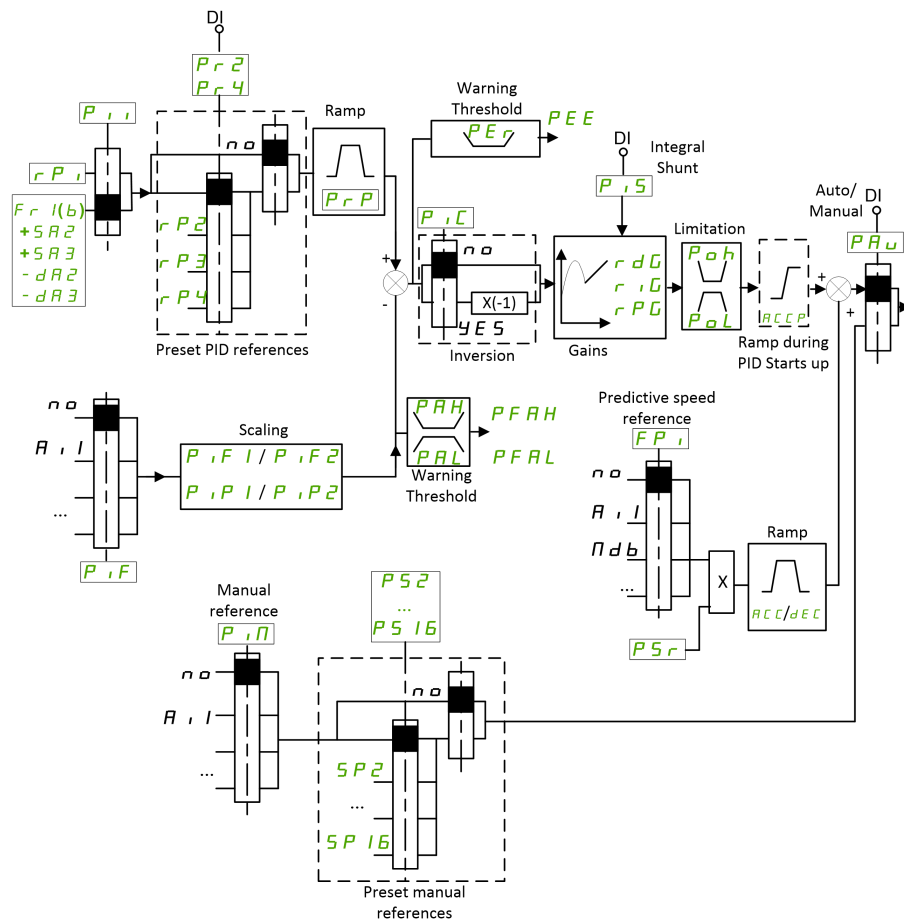 DI
Pr2
Pr4
Pii
rPi
Fr1(b)
+SA2
+SA3
-dA2
-dA3
no
rP2
rP3
rP4
Preset PID references
Ramp
PrP
+
-
Warning
Threshold
PEr
PEE
PiC
no
X(-1)
YES
Inversion
DI
Integral
Shunt
PiS
rdG
riG
rPG
Gains
Limitation
Poh
PoL
ACCP
Ramp during
PID Starts up
+
+
Auto/
Manual
DI
PAu
+
no
Ai1
...
PiF
Scaling
PiF1/PiF2
PiP1/PiP2
PAH
PAL
PFAH
PFAL
Warning
Threshold
Predictive speed
reference
FPi
no
Ai1
Mdb
...
X
PSr
Ramp
ACC/dEC
Manual
reference
PiM
no
Ai1
...
PS2
...
PS16
no
SP2
...
SP16
Preset manual
references